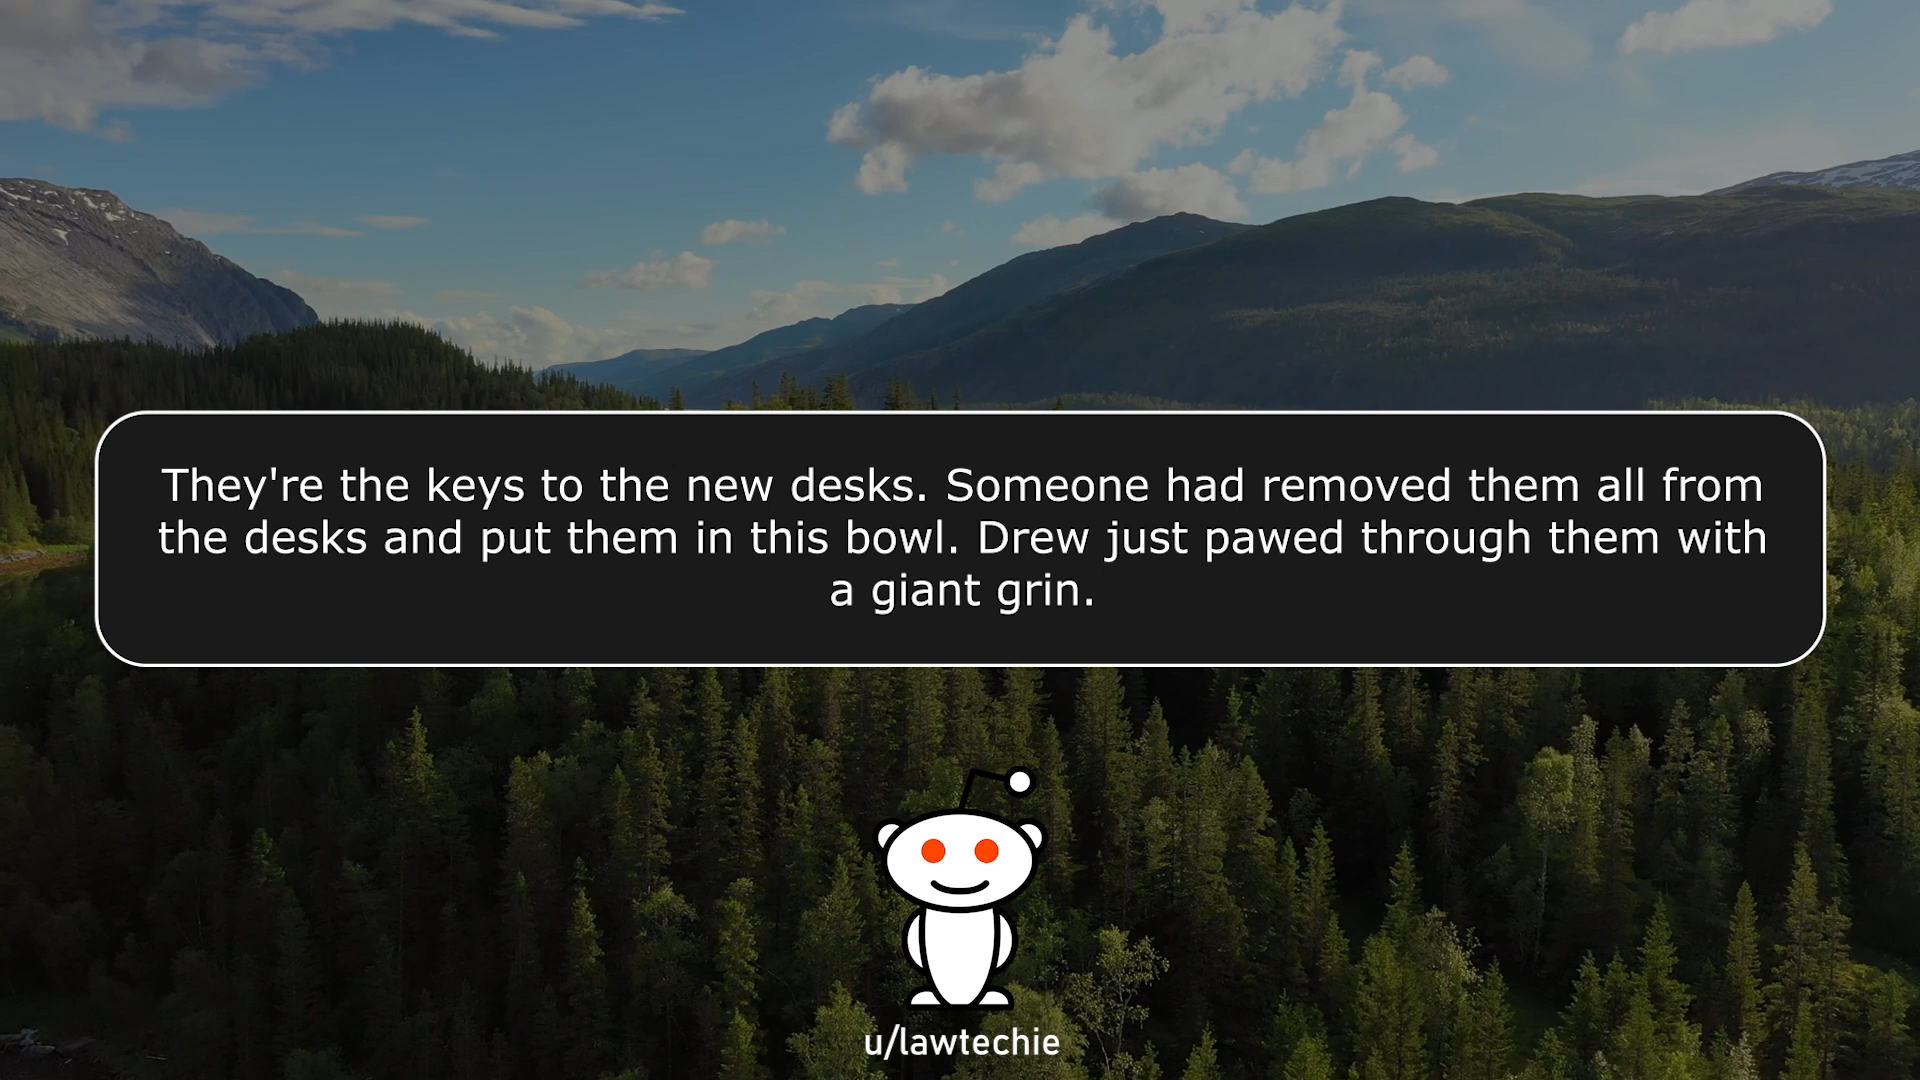 They're the keys to the new desks. Someone had removed them all from
the desks and put them in this bowl. Drew just pawed through them with
a giant grin.
u/lawtechie